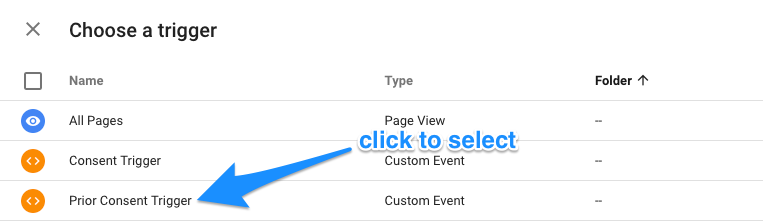 Choose a trigger
Name Type Folder
All Pages Page View --
click to select
Consent Trigger Custom Event --
Prior Consent Trigger Custom Event --